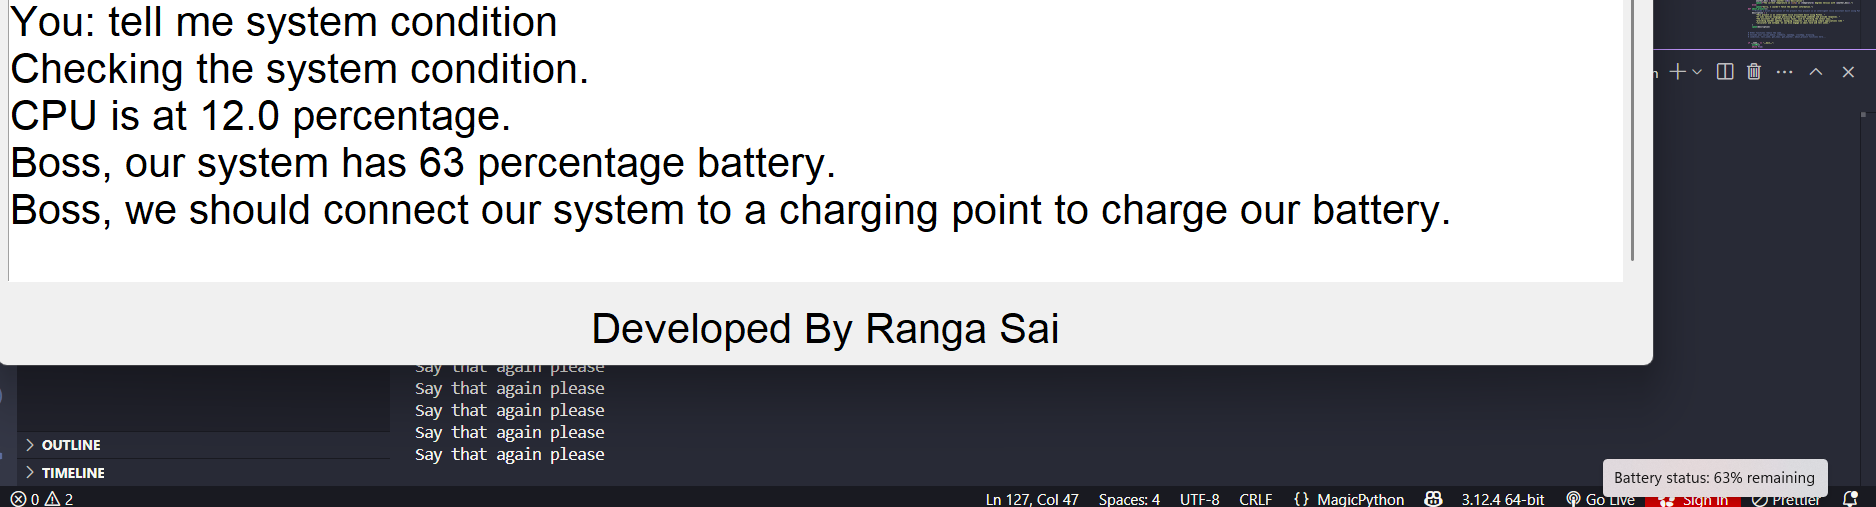 You: tell me system condition
Checking the system condition.
CPU is at 12.0 percentage.
Boss, our system has 63 percentage battery.
Boss, we should connect our system to a charging point to charge our battery.
Developed By Ranga Sai
Say that again please
Say that again please
Say that again please
Say that again please
Say that again please
OUTLINE
TIMELINE
Battery status: 63% remaining
0 2 Ln 127, Col 47 Spaces: 4 UTF-8 CRLF {} MagicPython 3.12.4 64-bit Go Live Sign In Prettier